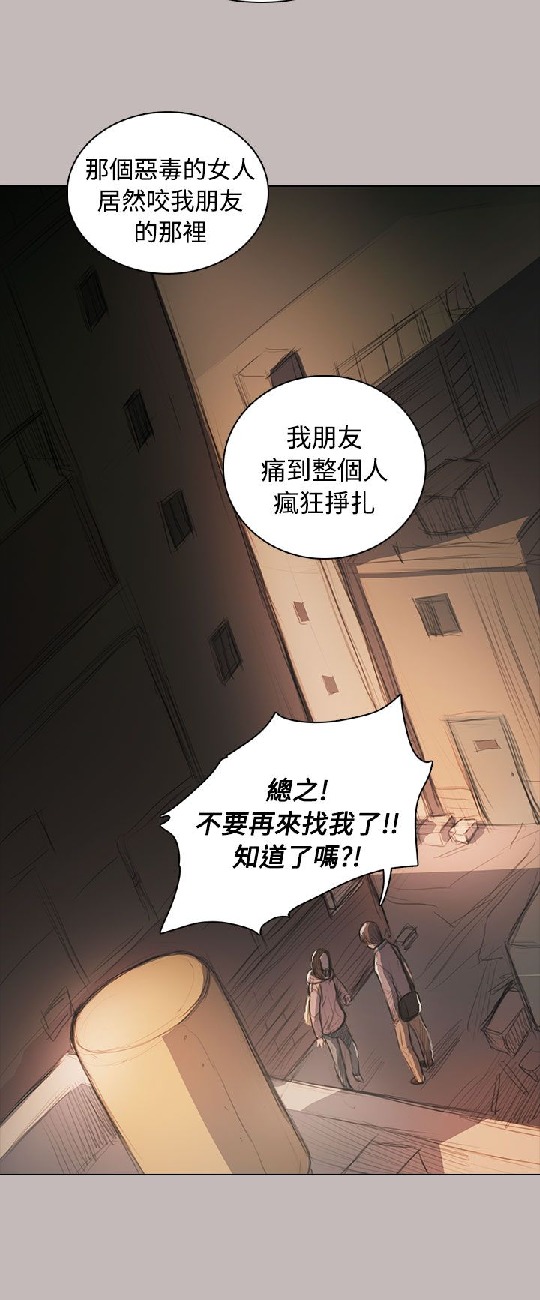 那個惡毒的女人
居然咬我朋友
的那裡
我朋友
痛到整個人
瘋狂掙扎
總之!
不要再來找我了!!
知道了嗎?!